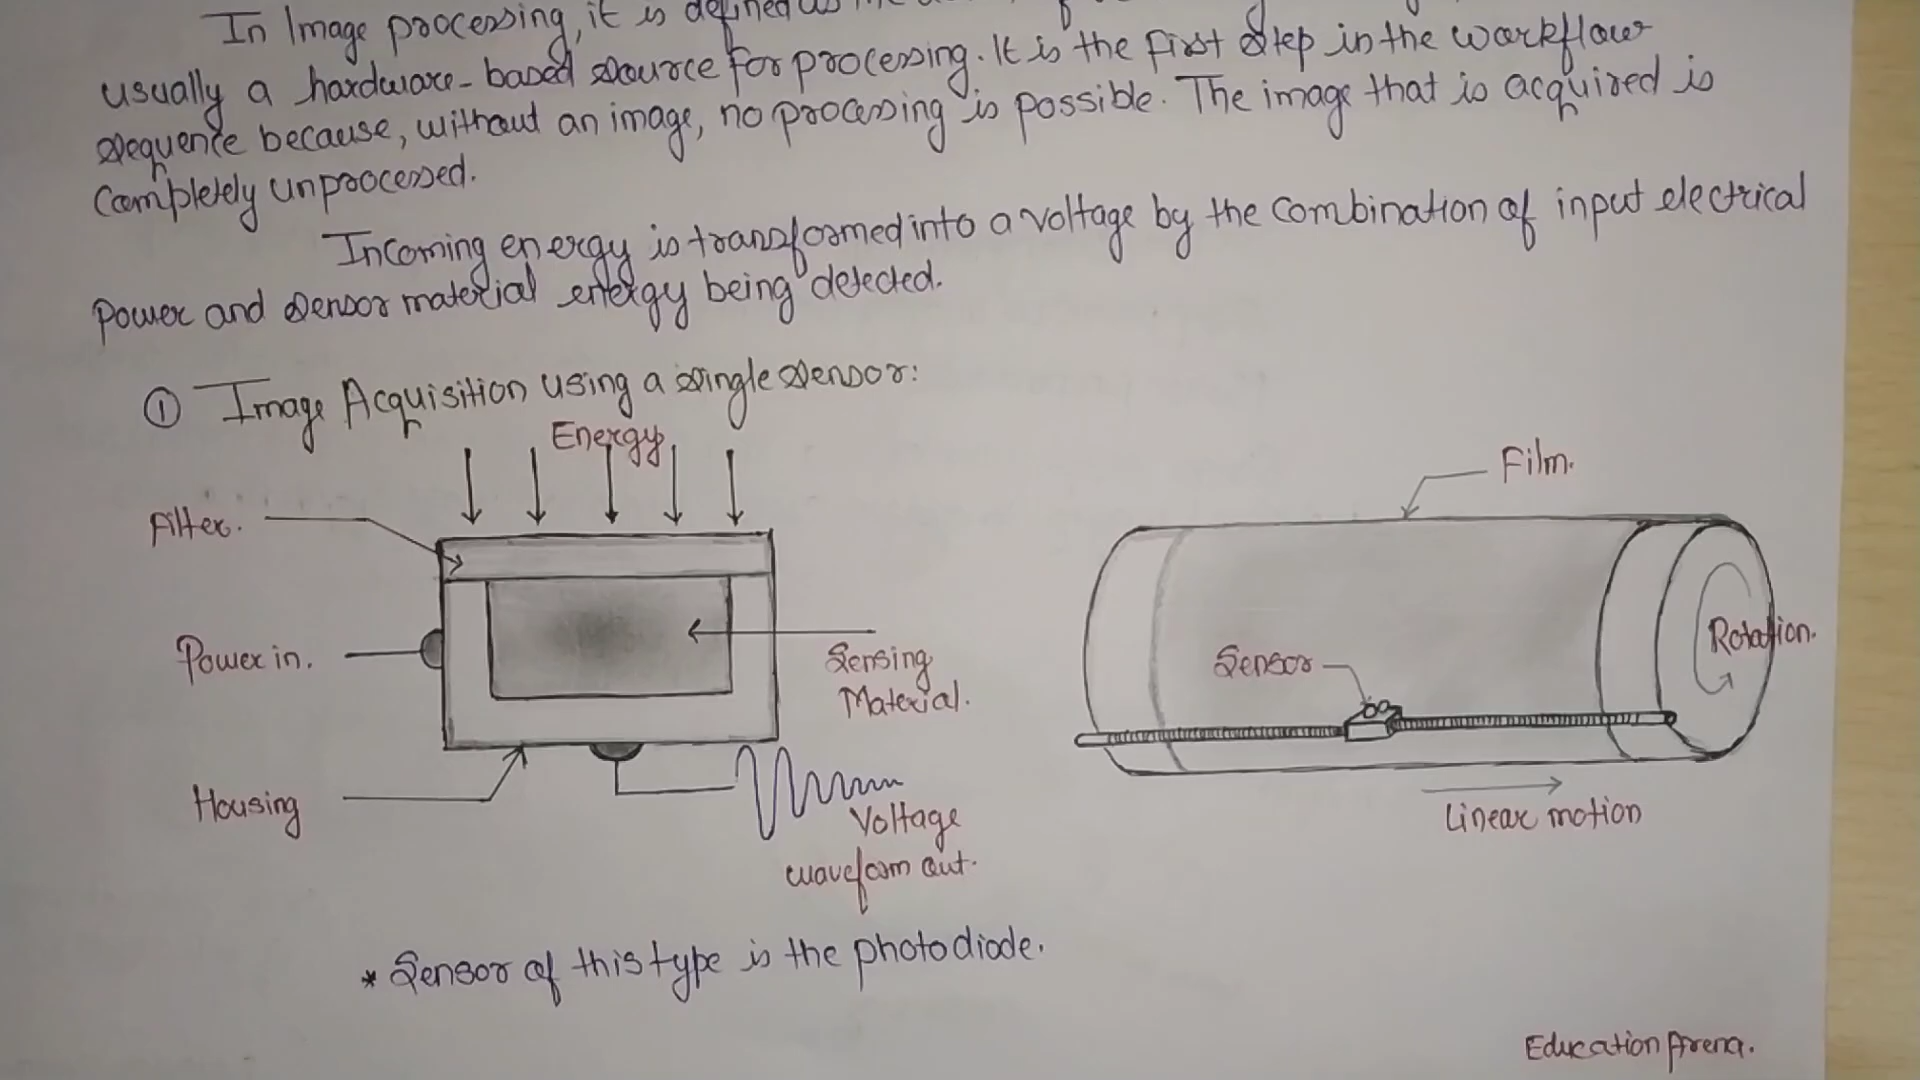 In Image processing, it is defined as the
usually a hardware-based source for processing. It is the first step in the workflow
sequence because, without an image, no processing is possible. The image that is acquired is
Completely unprocessed.
Incoming energy is transformed into a voltage by the combination of input electrical
power and sensor material energy being detected.
① Image Acquisition using a single sensor:
Energy
Filter.
Power in.
Housing
Sensing
Material.
Voltage
waveform out.
Film.
Sensor
Rotation.
Linear motion
* Sensor of this type is the photodiode.
Education Arena.